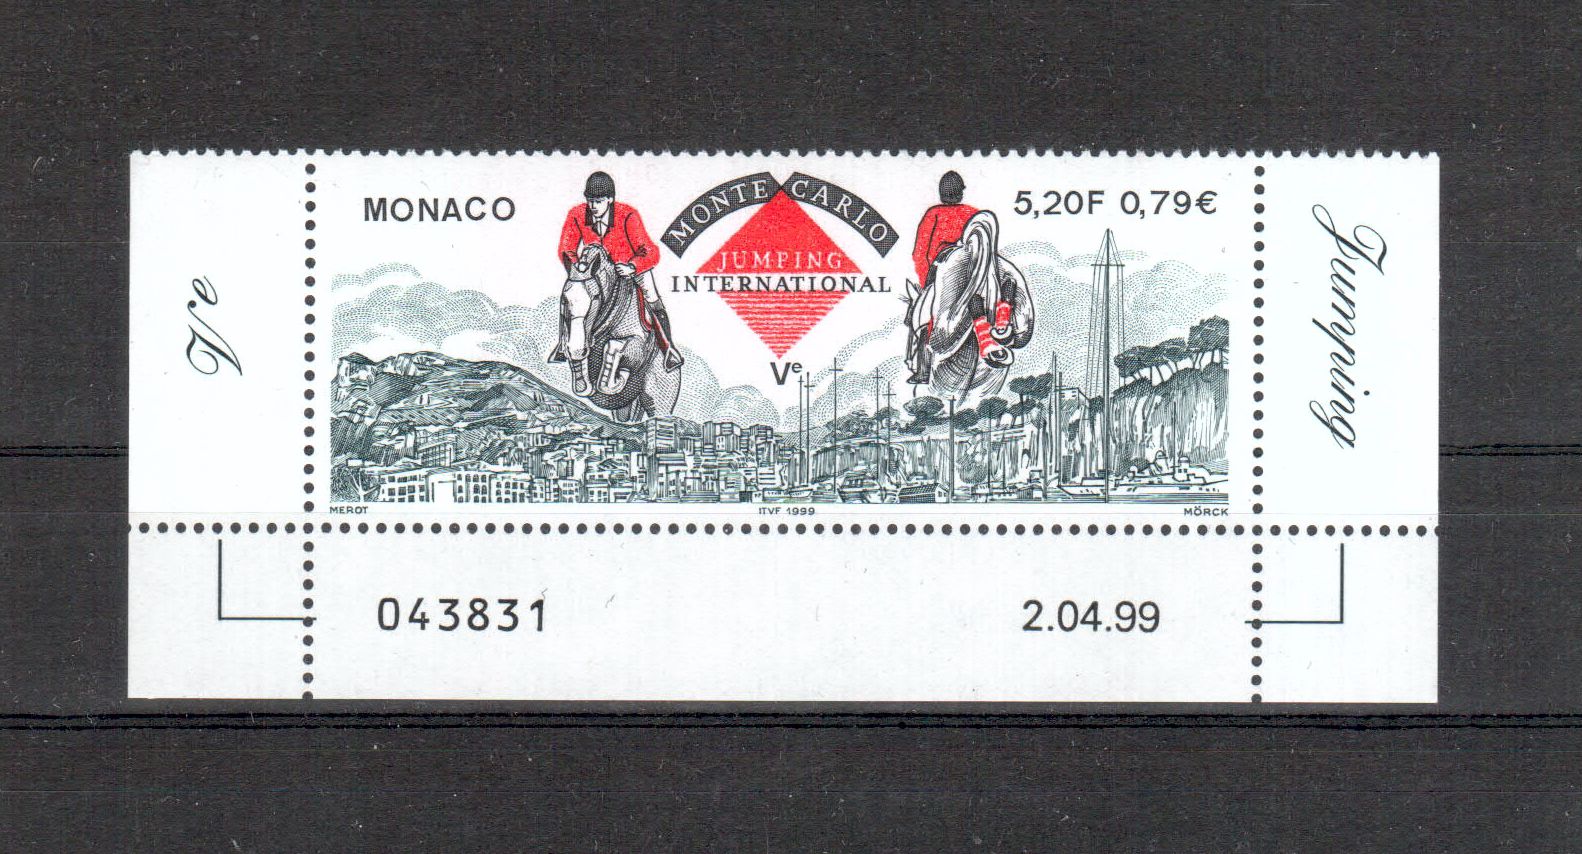 MONACO
MONTE CARLO
5,20F 0,79€
JUMPING
INTERNATIONAL
Ve
Ve
Jumping
MEROT
ITVF 1999
MÖRCK
043831
2.04.99